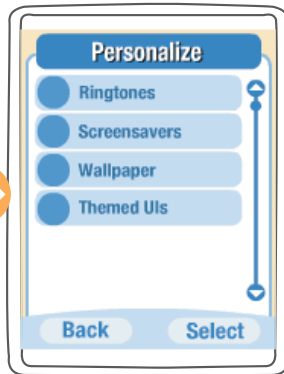 Personalize
Ringtones
Screensavers
Wallpaper
Themed UIs
Back Select